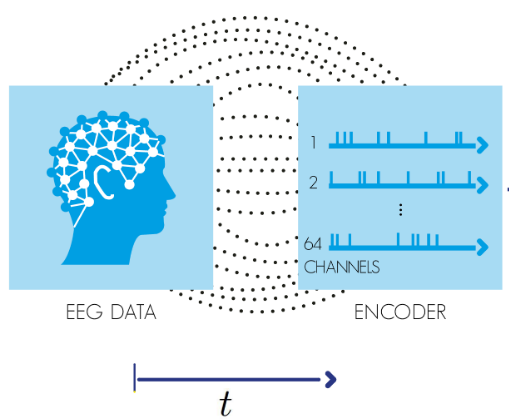 1
2
⋮
64
CHANNELS
EEG DATA
ENCODER
t